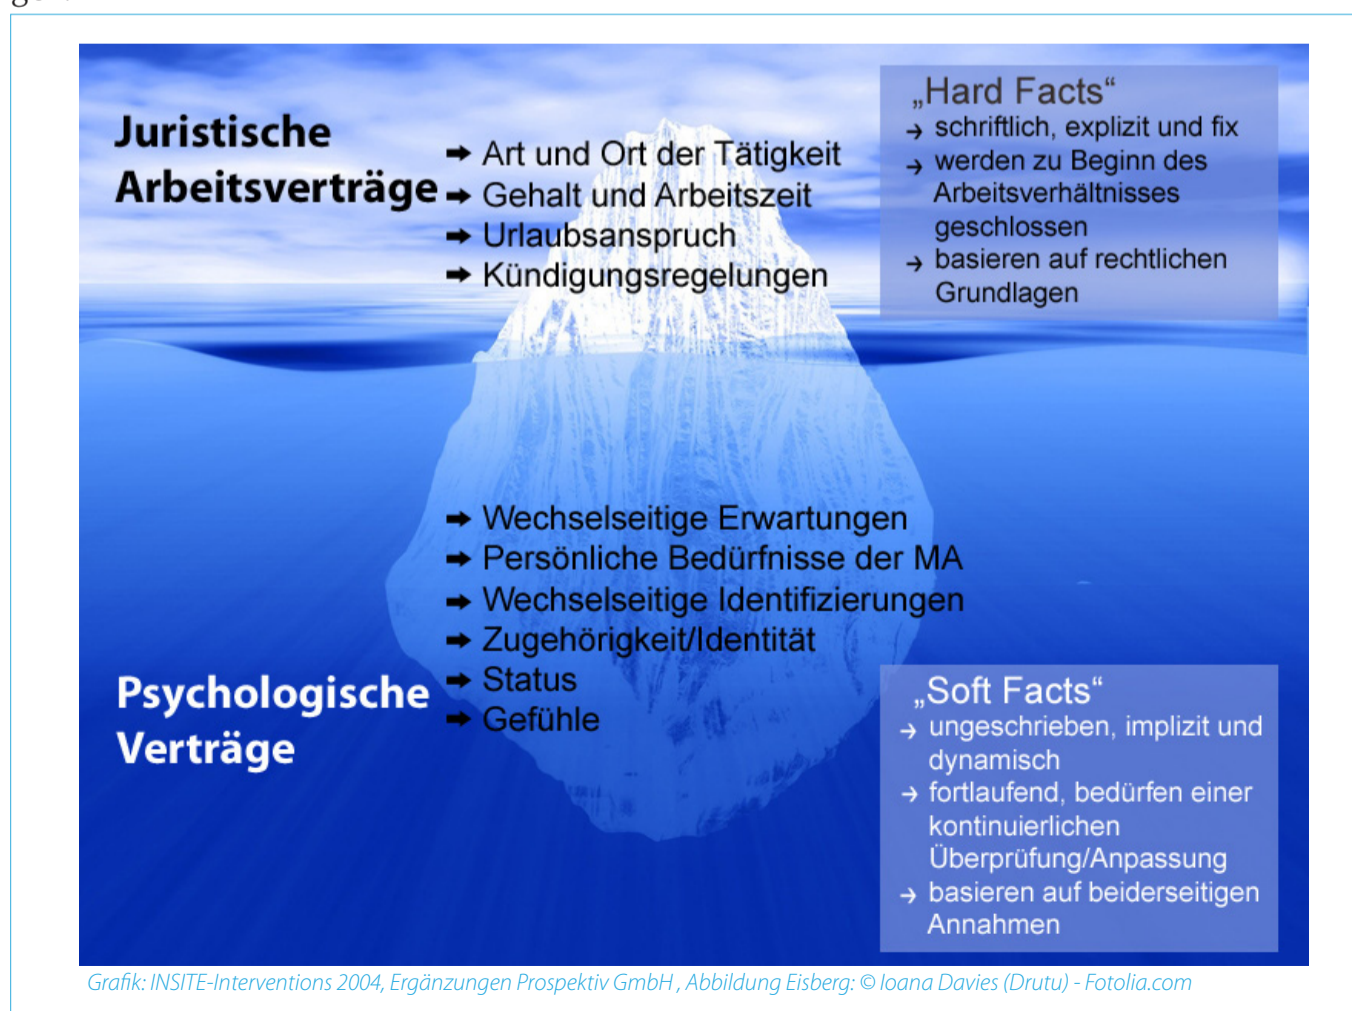 Juristische
Arbeitsverträge
➡ Art und Ort der Tätigkeit
➡ Gehalt und Arbeitszeit
➡ Urlaubsanspruch
➡ Kündigungsregelungen
„Hard Facts“
→ schriftlich, explizit und fix
→ werden zu Beginn des
Arbeitsverhältnisses
geschlossen
→ basieren auf rechtlichen
Grundlagen
➡ Wechselseitige Erwartungen
➡ Persönliche Bedürfnisse der MA
➡ Wechselseitige Identifizierungen
➡ Zugehörigkeit/Identität
➡ Status
➡ Gefühle
Psychologische
Verträge
„Soft Facts“
→ ungeschrieben, implizit und
dynamisch
→ fortlaufend, bedürfen einer
kontinuierlichen
Überprüfung/Anpassung
→ basieren auf beiderseitigen
Annahmen
Grafik: INSITE-Interventions 2004, Ergänzungen Prospektiv GmbH , Abbildung Eisberg: © Ioana Davies (Drutu) - Fotolia.com